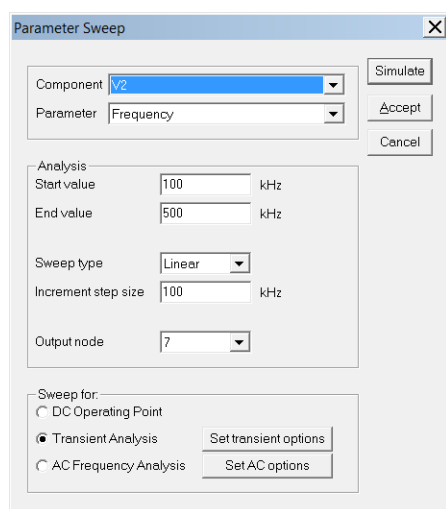 Parameter Sweep
Component V2
Parameter Frequency
Simulate
Accept
Cancel
Analysis
Start value 100 kHz
End value 500 kHz
Sweep type Linear
Increment step size 100 kHz
Output node 7
Sweep for:
DC Operating Point
Transient Analysis Set transient options
AC Frequency Analysis Set AC options